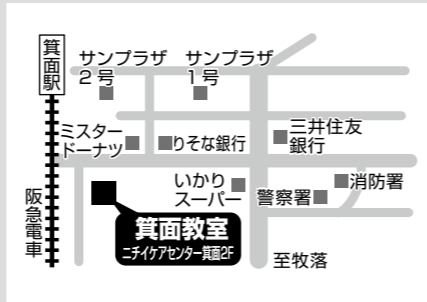 箕面駅
サンプラザ
2号
サンプラザ
1号
ミスター
ドーナツ
りそな銀行
三井住友
銀行
阪急電車
いかり
スーパー
警察署
消防署
箕面教室
ニチイケアセンター箕面2F
至牧落